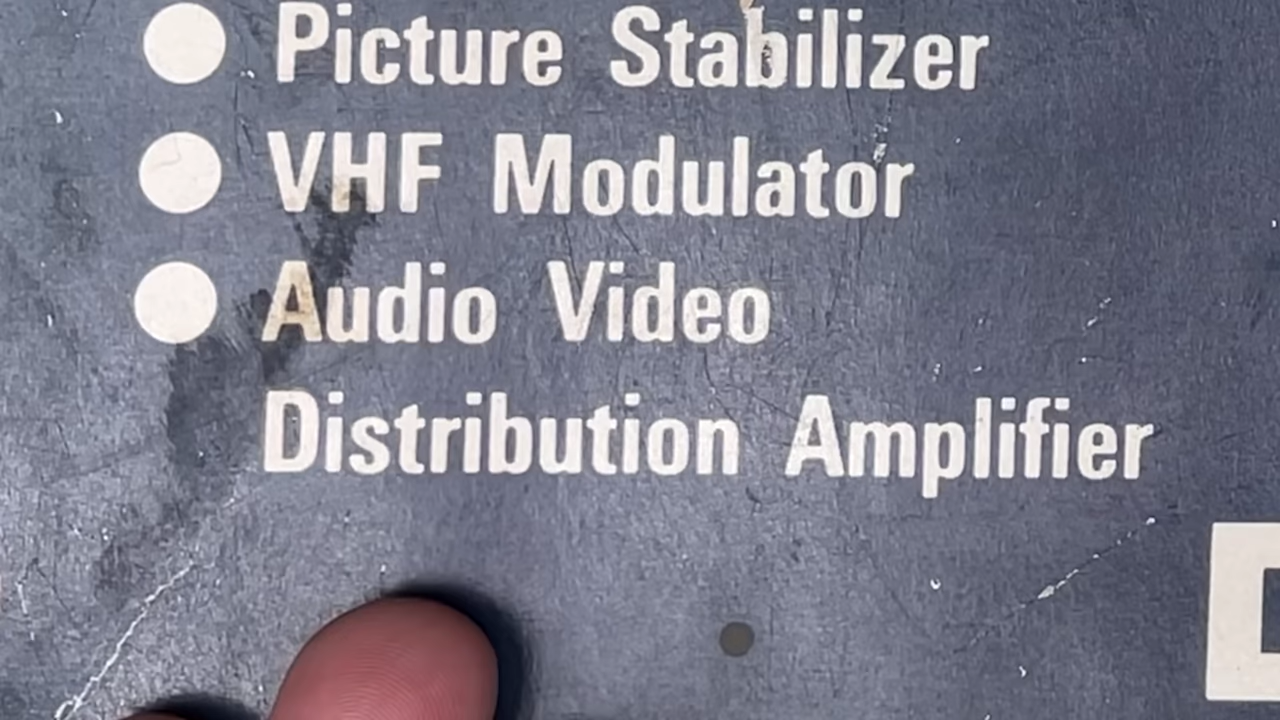 ● Picture Stabilizer
● VHF Modulator
● Audio Video
Distribution Amplifier